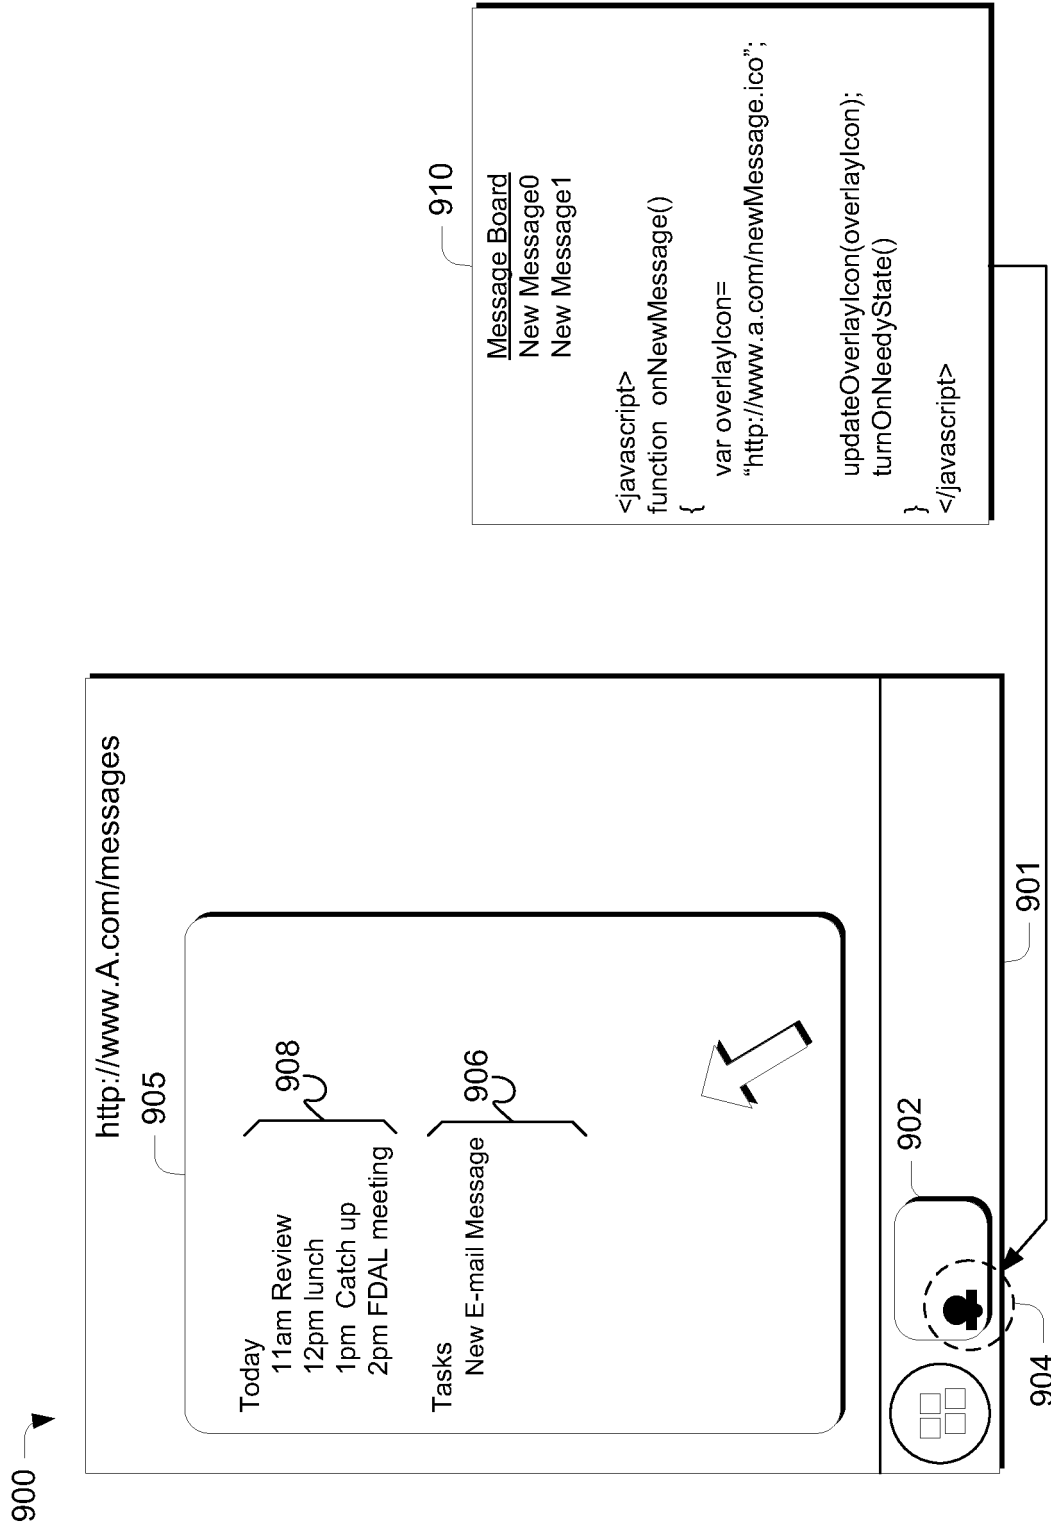 900
http://www.A.com/messages
905
Today
11am Review
12pm lunch
1pm  Catch up
2pm FDAL meeting
908
Tasks
New E-mail Message
906
902
904
901
910
Message Board
New Message0
New Message1
<javascript>
function  onNewMessage()
{
var overlayIcon=
“http://www.a.com/newMessage.ico”;
updateOverlayIcon(overlayIcon);
turnOnNeedyState()
}
</javascript>